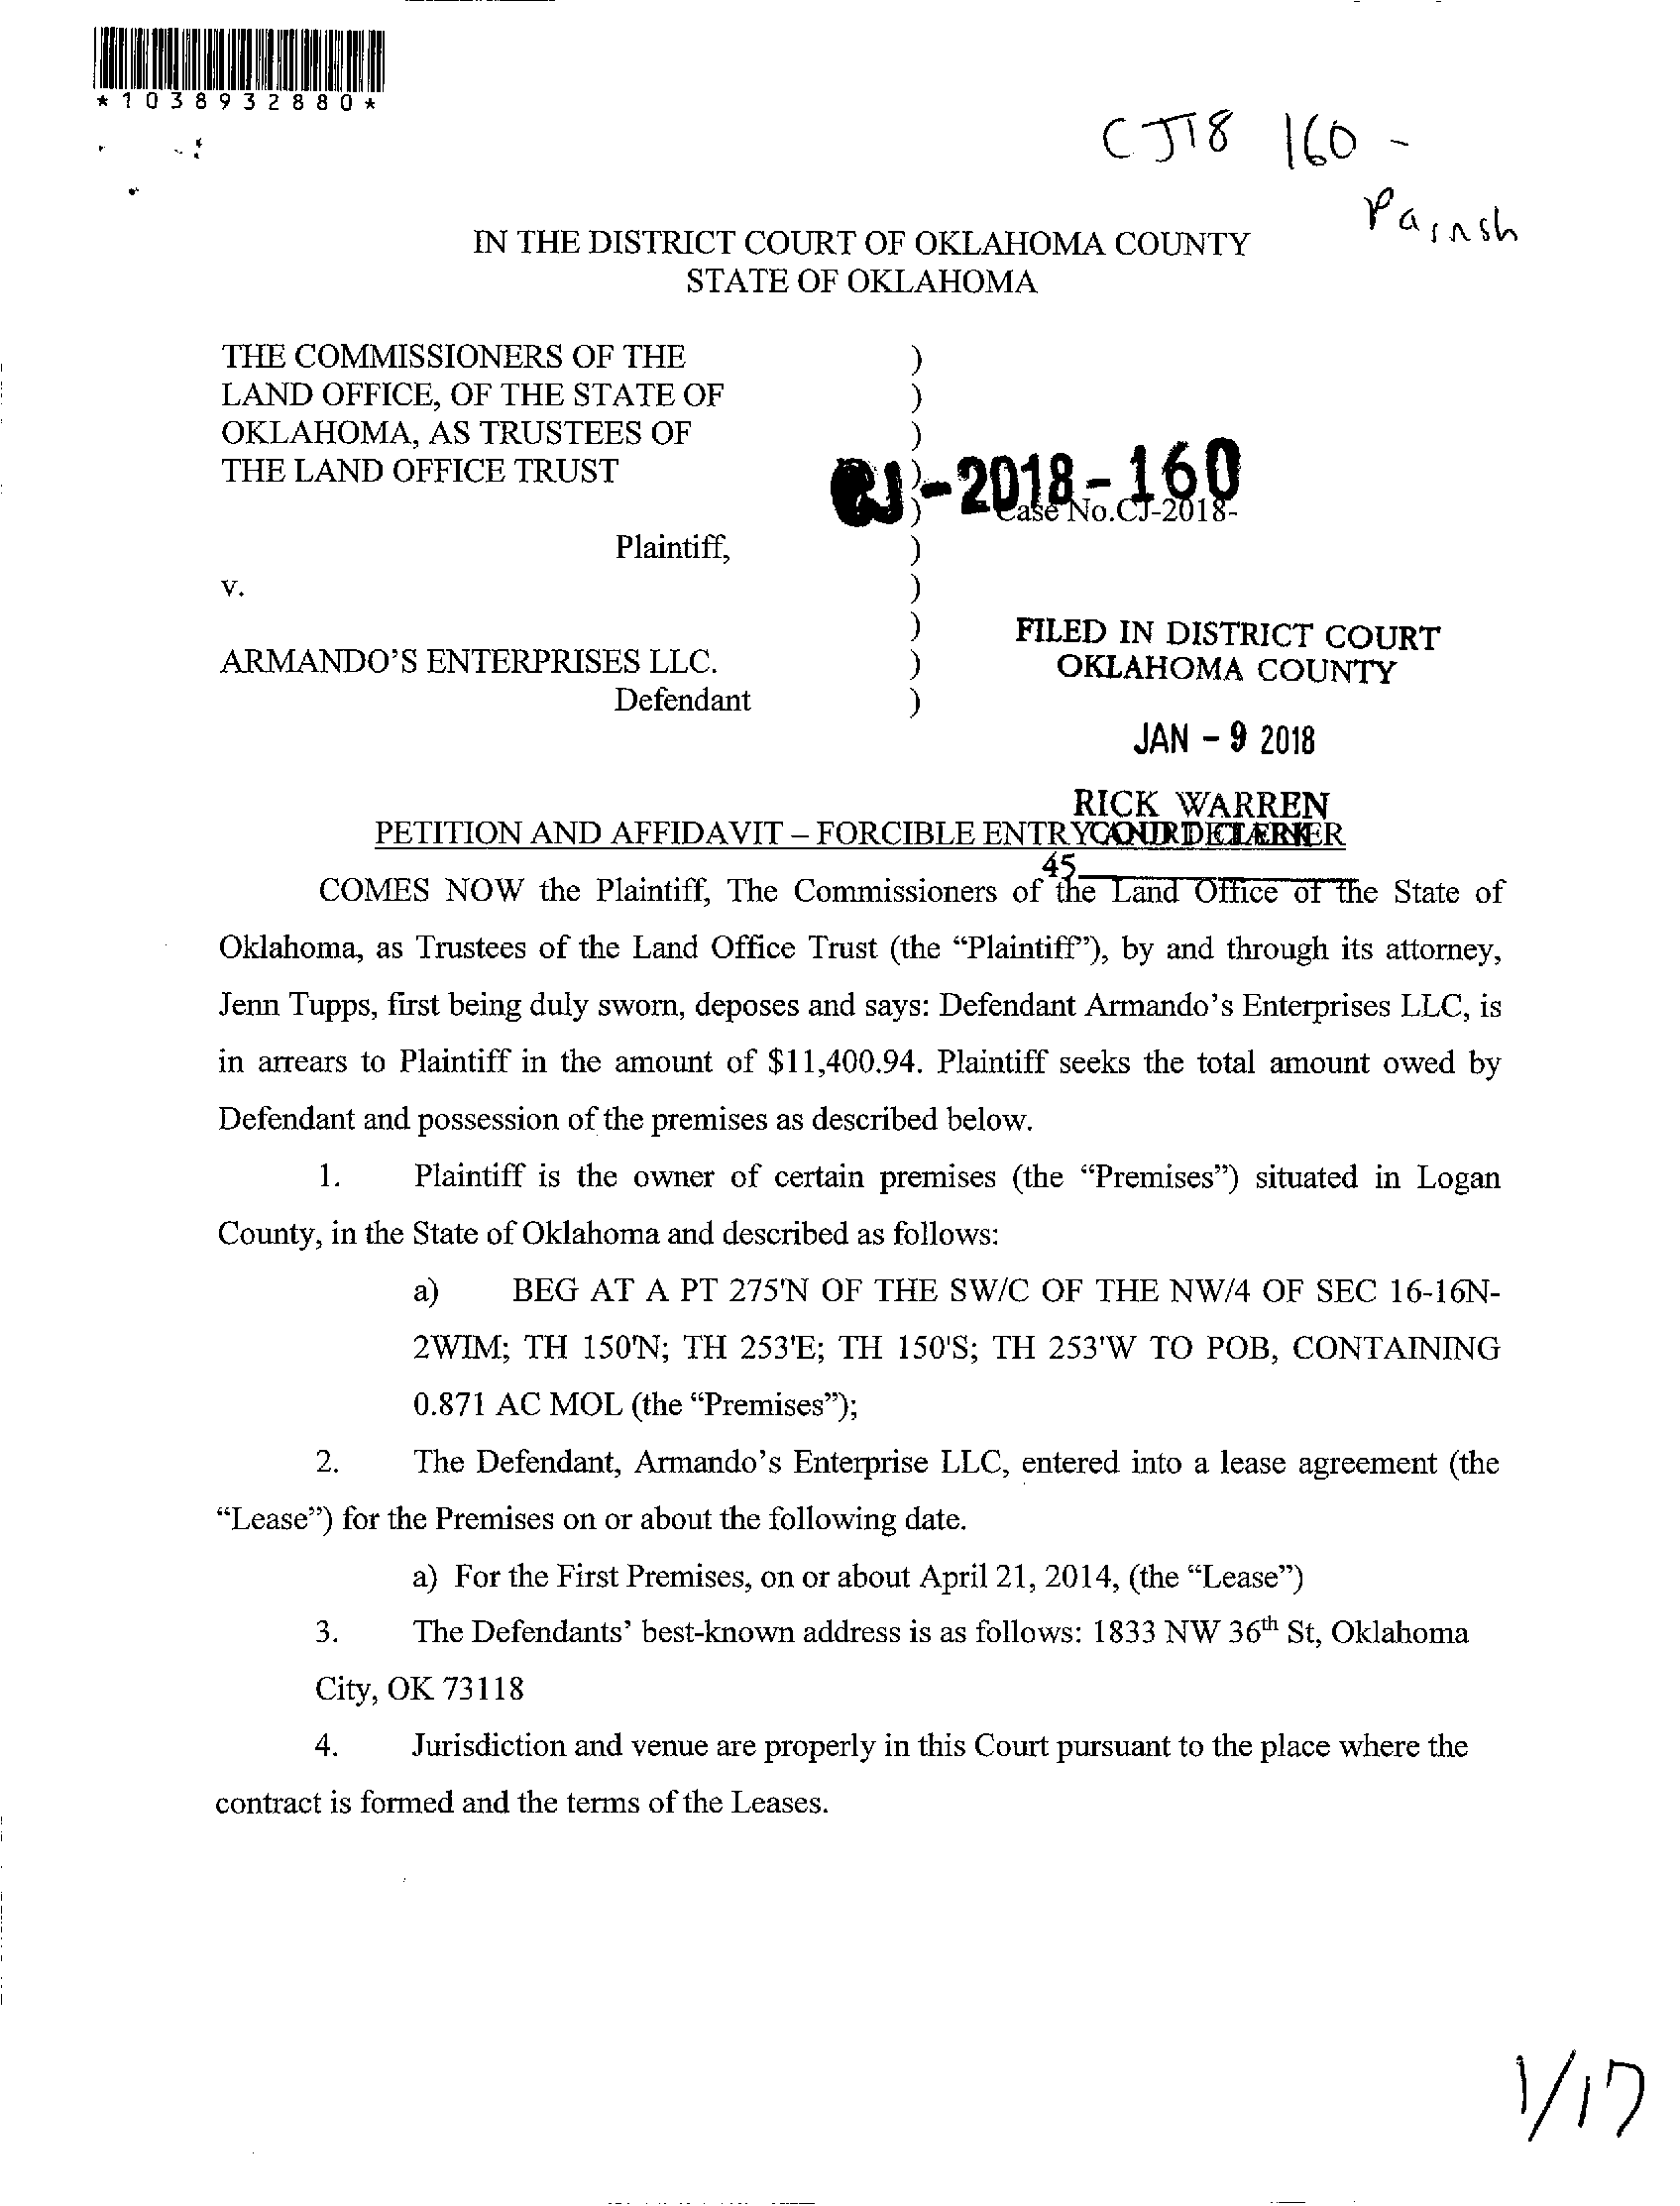 *1038932880*
CJ18 160 -
Parrish
IN THE DISTRICT COURT OF OKLAHOMA COUNTY
STATE OF OKLAHOMA
THE COMMISSIONERS OF THE )
LAND OFFICE, OF THE STATE OF )
OKLAHOMA, AS TRUSTEES OF )
THE LAND OFFICE TRUST )
CJ-2018-160
) Case No.CJ-2018-
Plaintiff, )
v. )
)
ARMANDO'S ENTERPRISES LLC. )
Defendant )
FILED IN DISTRICT COURT
OKLAHOMA COUNTY
JAN - 9 2018
RICK WARREN
COURT CLERK
45
PETITION AND AFFIDAVIT – FORCIBLE ENTRY AND DETAINER
COMES NOW the Plaintiff, The Commissioners of the Land Office of the State of
Oklahoma, as Trustees of the Land Office Trust (the “Plaintiff”), by and through its attorney,
Jenn Tupps, first being duly sworn, deposes and says: Defendant Armando’s Enterprises LLC, is
in arrears to Plaintiff in the amount of $11,400.94. Plaintiff seeks the total amount owed by
Defendant and possession of the premises as described below.
1. Plaintiff is the owner of certain premises (the “Premises”) situated in Logan
County, in the State of Oklahoma and described as follows:
a) BEG AT A PT 275'N OF THE SW/C OF THE NW/4 OF SEC 16-16N-
2WIM; TH 150'N; TH 253'E; TH 150'S; TH 253'W TO POB, CONTAINING
0.871 AC MOL (the “Premises”);
2. The Defendant, Armando’s Enterprise LLC, entered into a lease agreement (the
“Lease”) for the Premises on or about the following date.
a) For the First Premises, on or about April 21, 2014, (the “Lease”)
3. The Defendants’ best-known address is as follows: 1833 NW 36th St, Oklahoma
City, OK 73118
4. Jurisdiction and venue are properly in this Court pursuant to the place where the
contract is formed and the terms of the Leases.
1/17